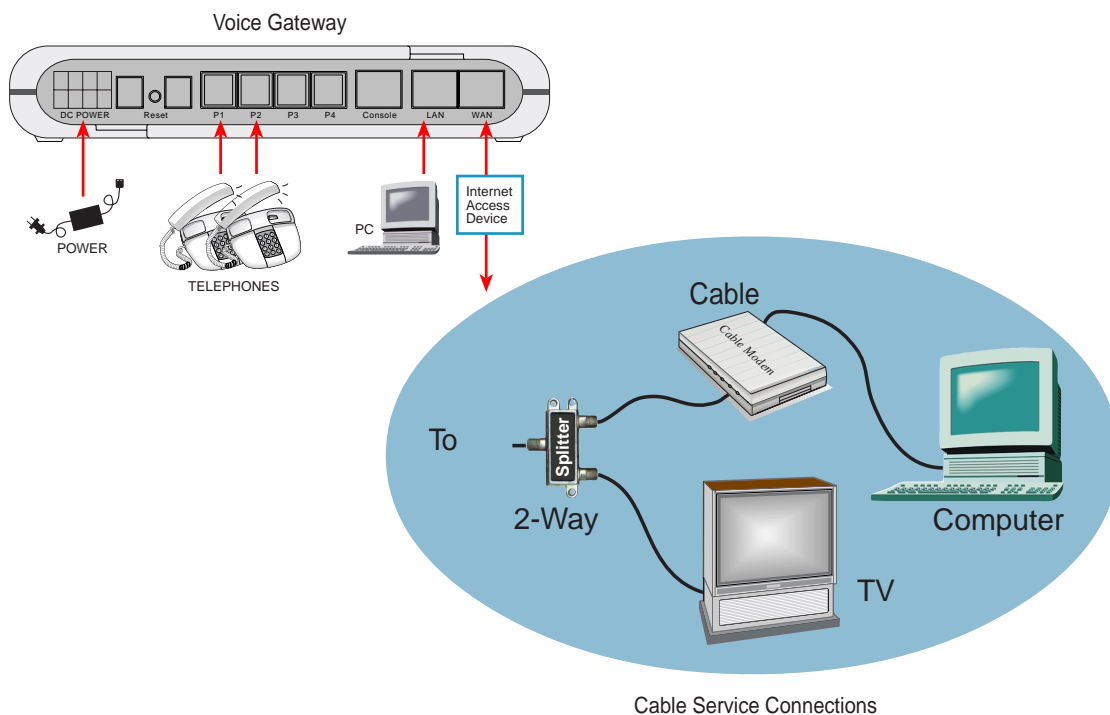 Voice Gateway
DC POWER
Reset
P1
P2
P3
P4
Console
LAN
WAN
POWER
TELEPHONES
PC
Internet
Access
Device
Cable
Cable Modem
To
Splitter
2-Way
Computer
TV
Cable Service Connections